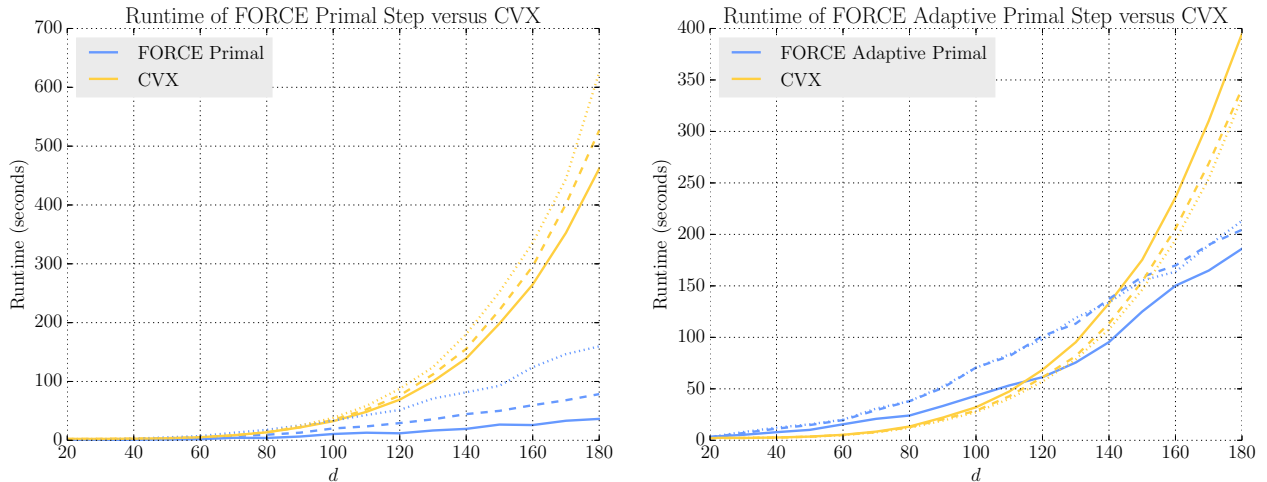 Runtime of FORCE Primal Step versus CVX
700
600
500
400
300
200
100
0
Runtime (seconds)
FORCE Primal
CVX
20 40 60 80 100 120 140 160 180
d
Runtime of FORCE Adaptive Primal Step versus CVX
400
350
300
250
200
150
100
50
0
Runtime (seconds)
FORCE Adaptive Primal
CVX
20 40 60 80 100 120 140 160 180
d